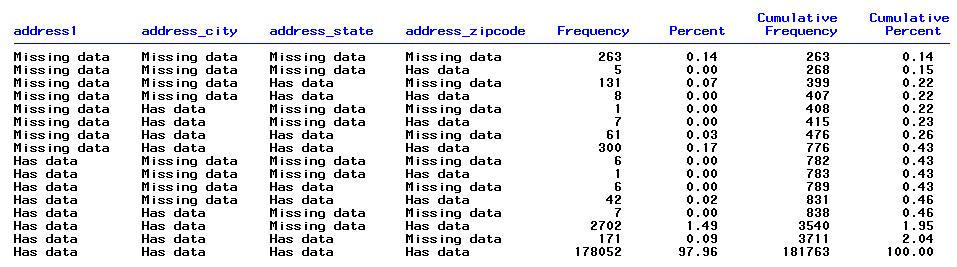 Cumulative Cumulative
address1 address_city address_state address_zipcode Frequency Percent Frequency Percent
Missing data Missing data Missing data Missing data 263 0.14 263 0.14
Missing data Missing data Missing data Has data 5 0.00 268 0.15
Missing data Missing data Has data Missing data 131 0.07 399 0.22
Missing data Missing data Has data Has data 8 0.00 407 0.22
Missing data Has data Missing data Missing data 1 0.00 408 0.22
Missing data Has data Missing data Has data 7 0.00 415 0.23
Missing data Has data Has data Missing data 61 0.03 476 0.26
Missing data Has data Has data Has data 300 0.17 776 0.43
Has data Missing data Missing data Missing data 6 0.00 782 0.43
Has data Missing data Missing data Has data 1 0.00 783 0.43
Has data Missing data Has data Missing data 6 0.00 789 0.43
Has data Missing data Has data Has data 42 0.02 831 0.46
Has data Has data Missing data Missing data 7 0.00 838 0.46
Has data Has data Missing data Has data 2702 1.49 3540 1.95
Has data Has data Has data Missing data 171 0.09 3711 2.04
Has data Has data Has data Has data 178052 97.96 181763 100.00